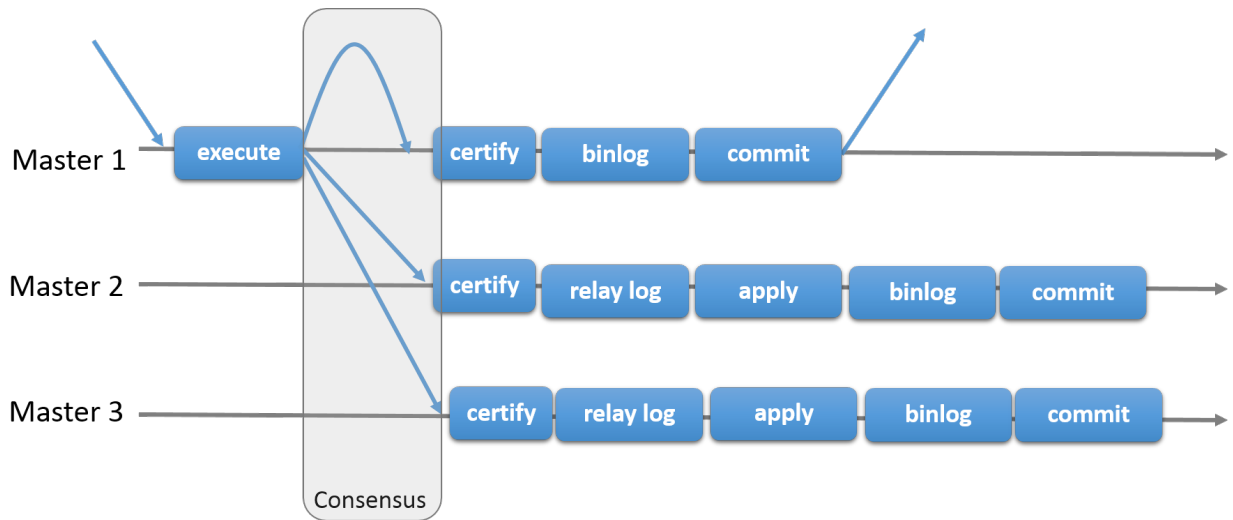 Master 1
execute
certify
binlog
commit
Master 2
certify
relay log
apply
binlog
commit
Master 3
certify
relay log
apply
binlog
commit
Consensus